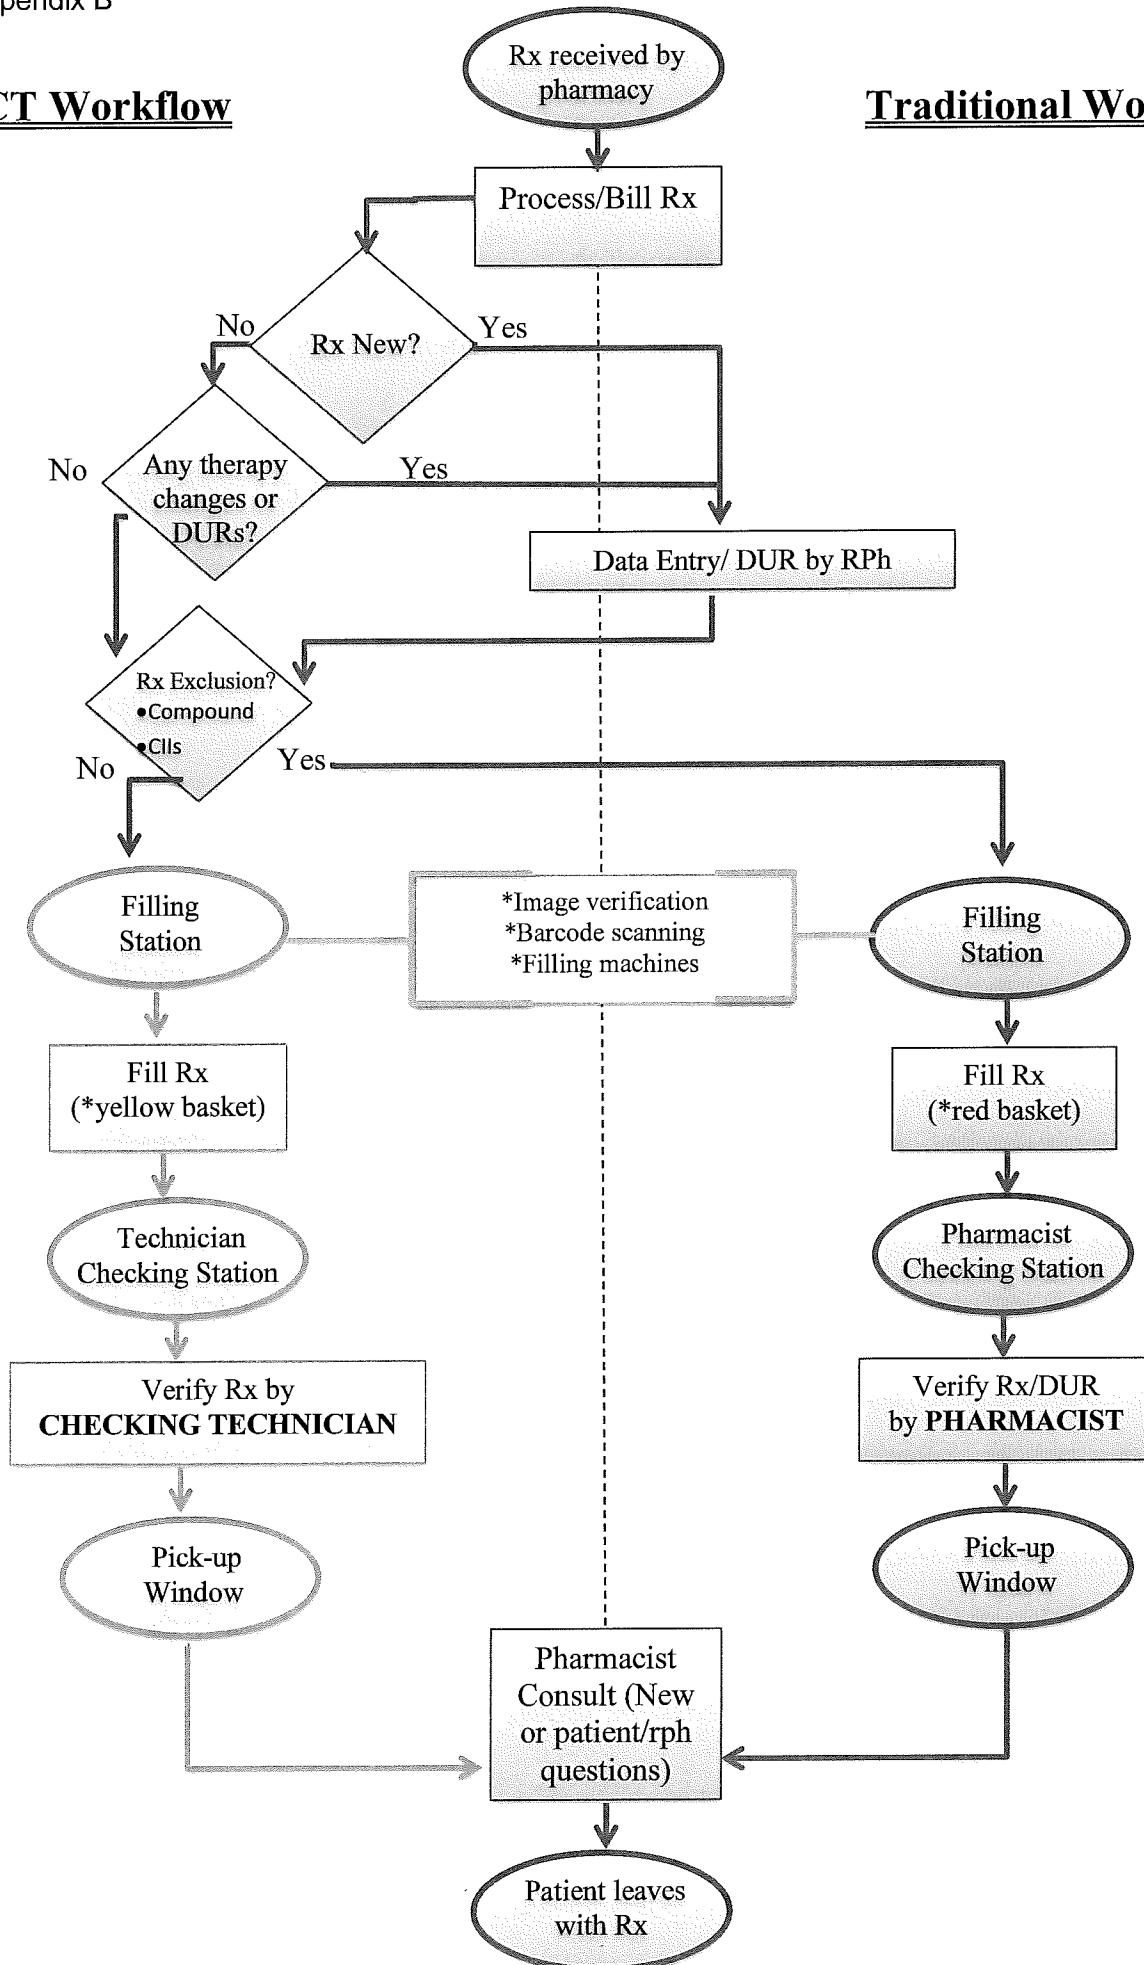 pendix B
Rx received by
pharmacy
CT Workflow
Traditional Wo
Process/Bill Rx
No
Yes
Rx New?
No
Any therapy
changes or
DURs?
Yes
Data Entry/ DUR by RPh
Rx Exclusion?
•Compound
•CIIs
No
Yes
Filling
Station
*Image verification
*Barcode scanning
*Filling machines
Filling
Station
Fill Rx
(*yellow basket)
Fill Rx
(*red basket)
Technician
Checking Station
Pharmacist
Checking Station
Verify Rx by
CHECKING TECHNICIAN
Verify Rx/DUR
by PHARMACIST
Pick-up
Window
Pick-up
Window
Pharmacist
Consult (New
or patient/rph
questions)
Patient leaves
with Rx